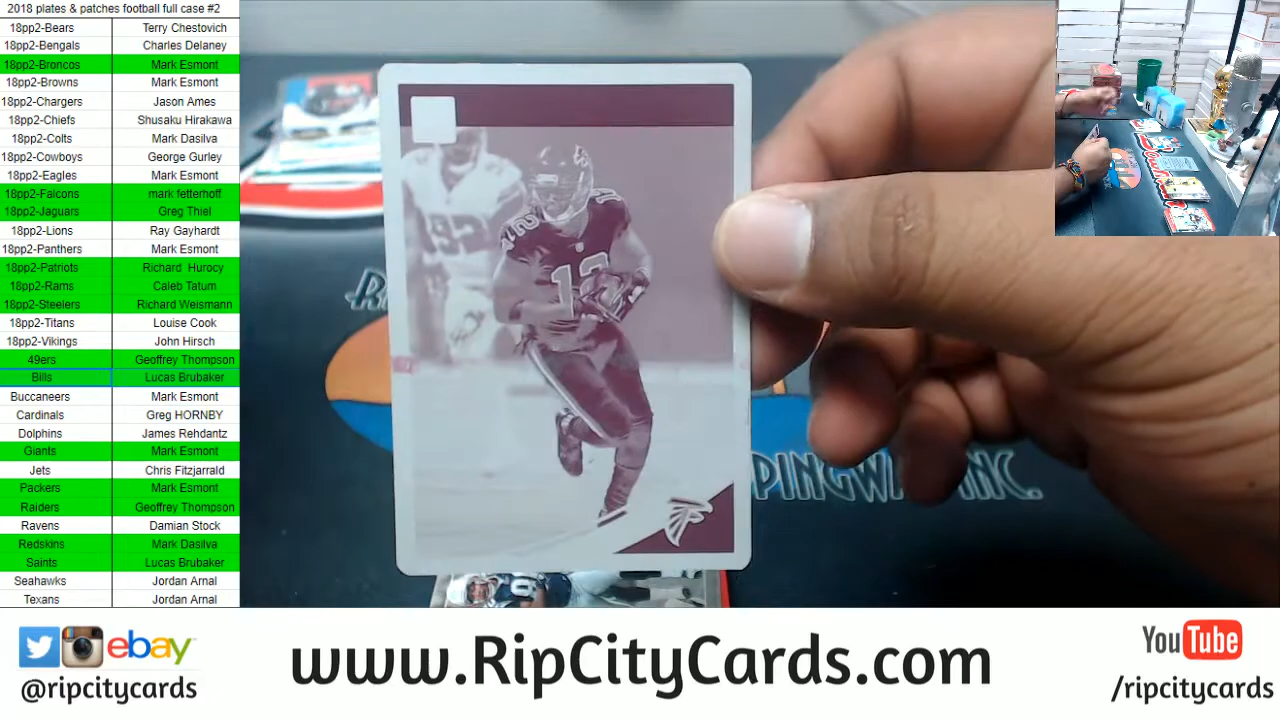 2018 plates & patches football full case #2
18pp2-Bears Terry Chestovich
18pp2-Bengals Charles Delaney
18pp2-Broncos Mark Esmont
18pp2-Browns Mark Esmont
18pp2-Chargers Jason Ames
18pp2-Chiefs Shusaku Hirakawa
18pp2-Colts Mark Dasilva
18pp2-Cowboys George Gurley
18pp2-Eagles Mark Esmont
18pp2-Falcons mark fetterhoff
18pp2-Jaguars Greg Thiel
18pp2-Lions Ray Gayhardt
18pp2-Panthers Mark Esmont
18pp2-Patriots Richard Hurocy
18pp2-Rams Caleb Tatum
18pp2-Steelers Richard Weismann
18pp2-Titans Louise Cook
18pp2-Vikings John Hirsch
49ers Geoffrey Thompson
Bills Lucas Brubaker
Buccaneers Mark Esmont
Cardinals Greg HORNBY
Dolphins James Rehdantz
Giants Mark Esmont
Jets Chris Fitzjarrald
Packers Mark Esmont
Raiders Geoffrey Thompson
Ravens Damian Stock
Redskins Mark Dasilva
Saints Lucas Brubaker
Seahawks Jordan Arnal
Texans Jordan Arnal
92
12
12
INC.
ebay
@ripcitycards
www.RipCityCards.com
YouTube
/ripcitycards